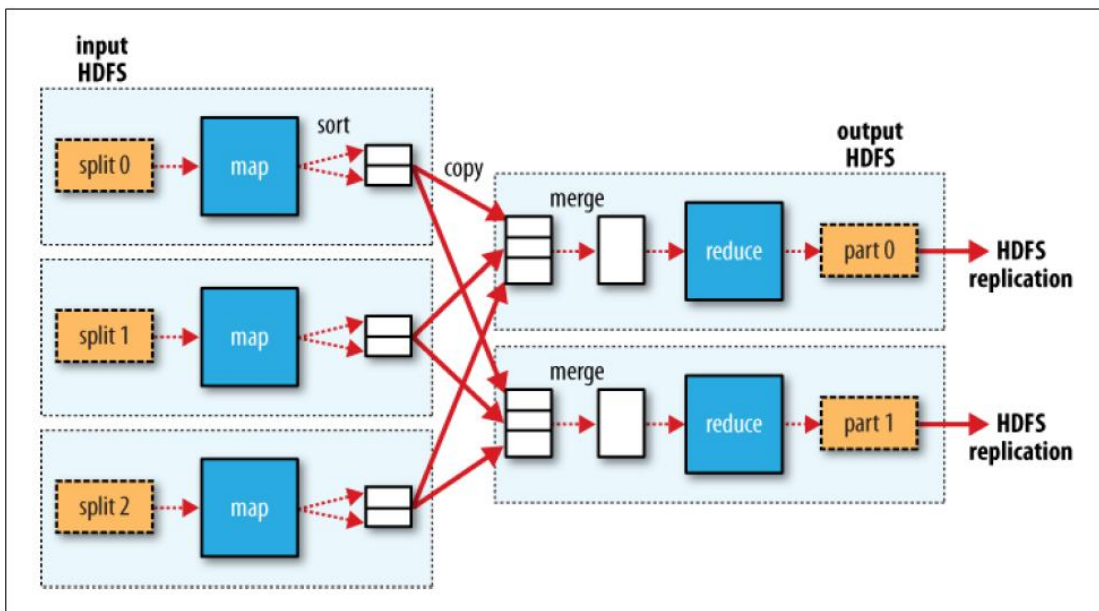 input
HDFS
split 0
map
sort
copy
split 1
map
split 2
map
output
HDFS
merge
reduce
part 0
HDFS
replication
merge
reduce
part 1
HDFS
replication